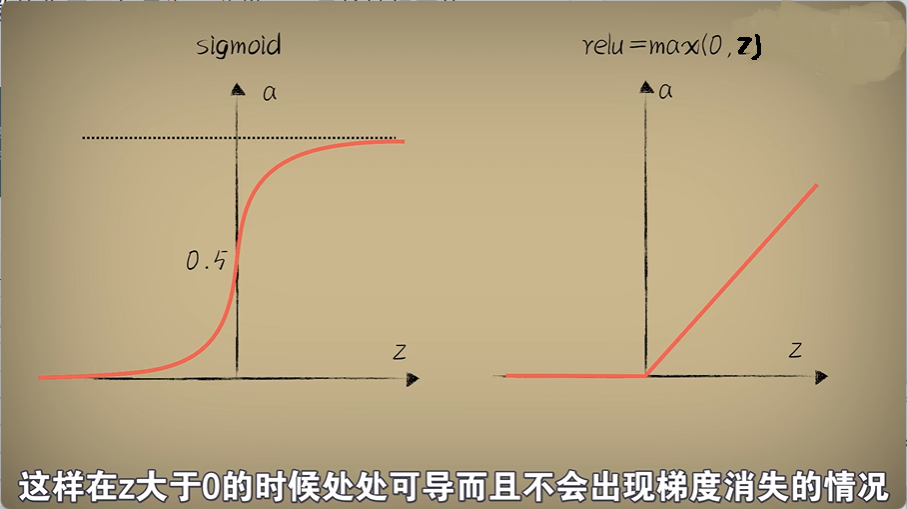 sigmoid
relu=max(0,z)
a
a
0.5
z
z
这样在z大于0的时候处处可导而且不会出现梯度消失的情况